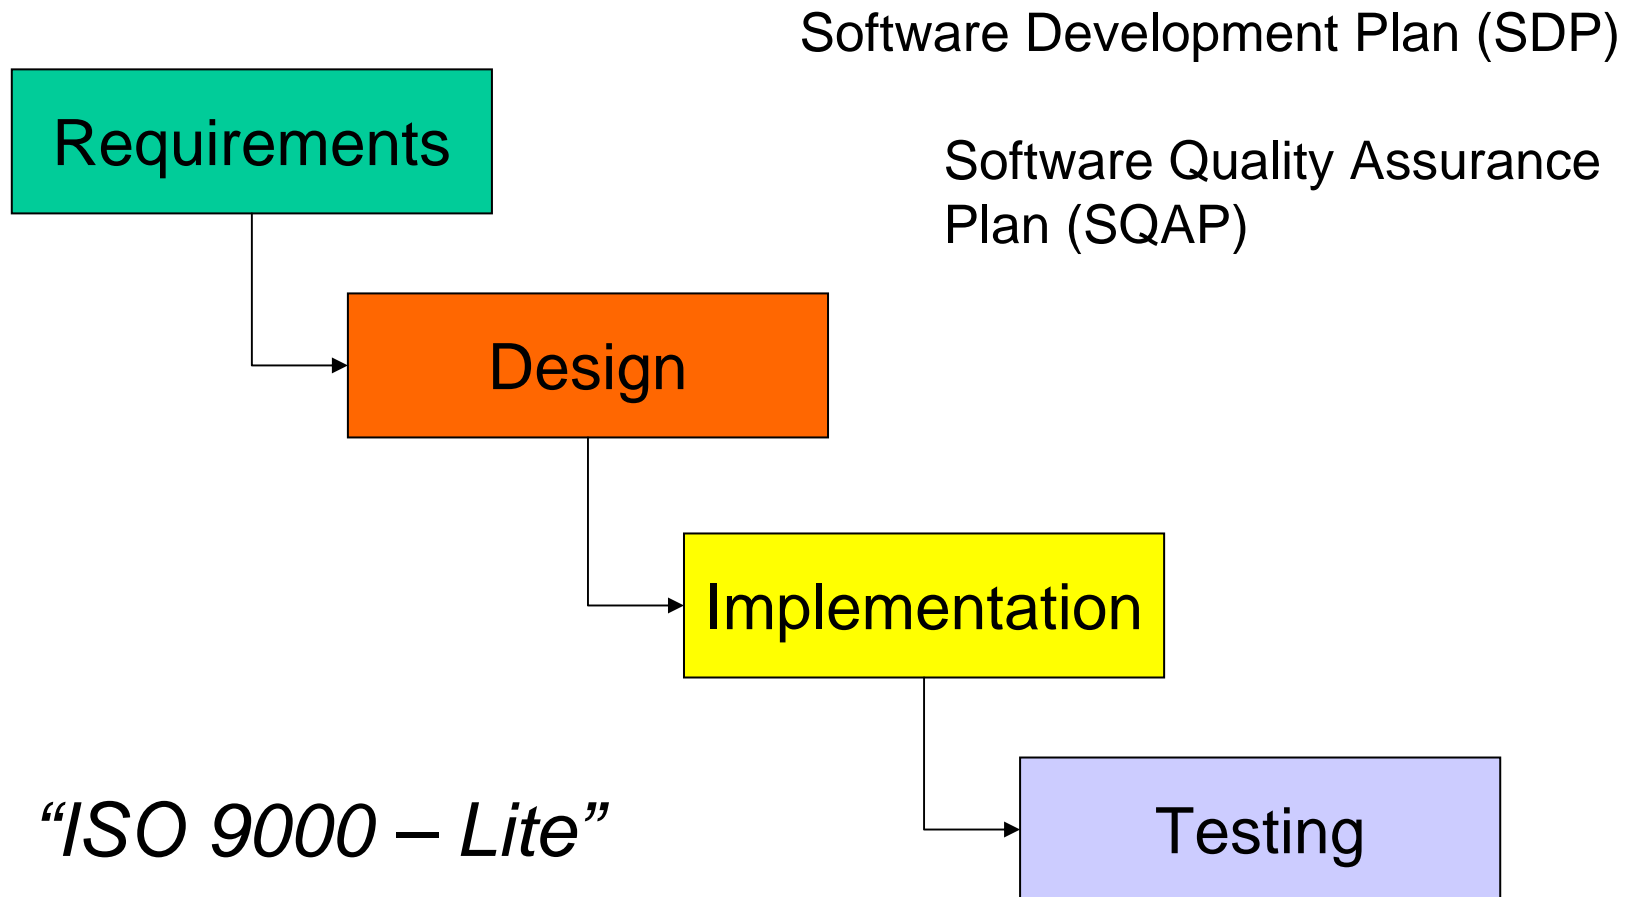 Software Development Plan (SDP)
Requirements
Software Quality Assurance
Plan (SQAP)
Design
Implementation
“ISO 9000 – Lite”
Testing